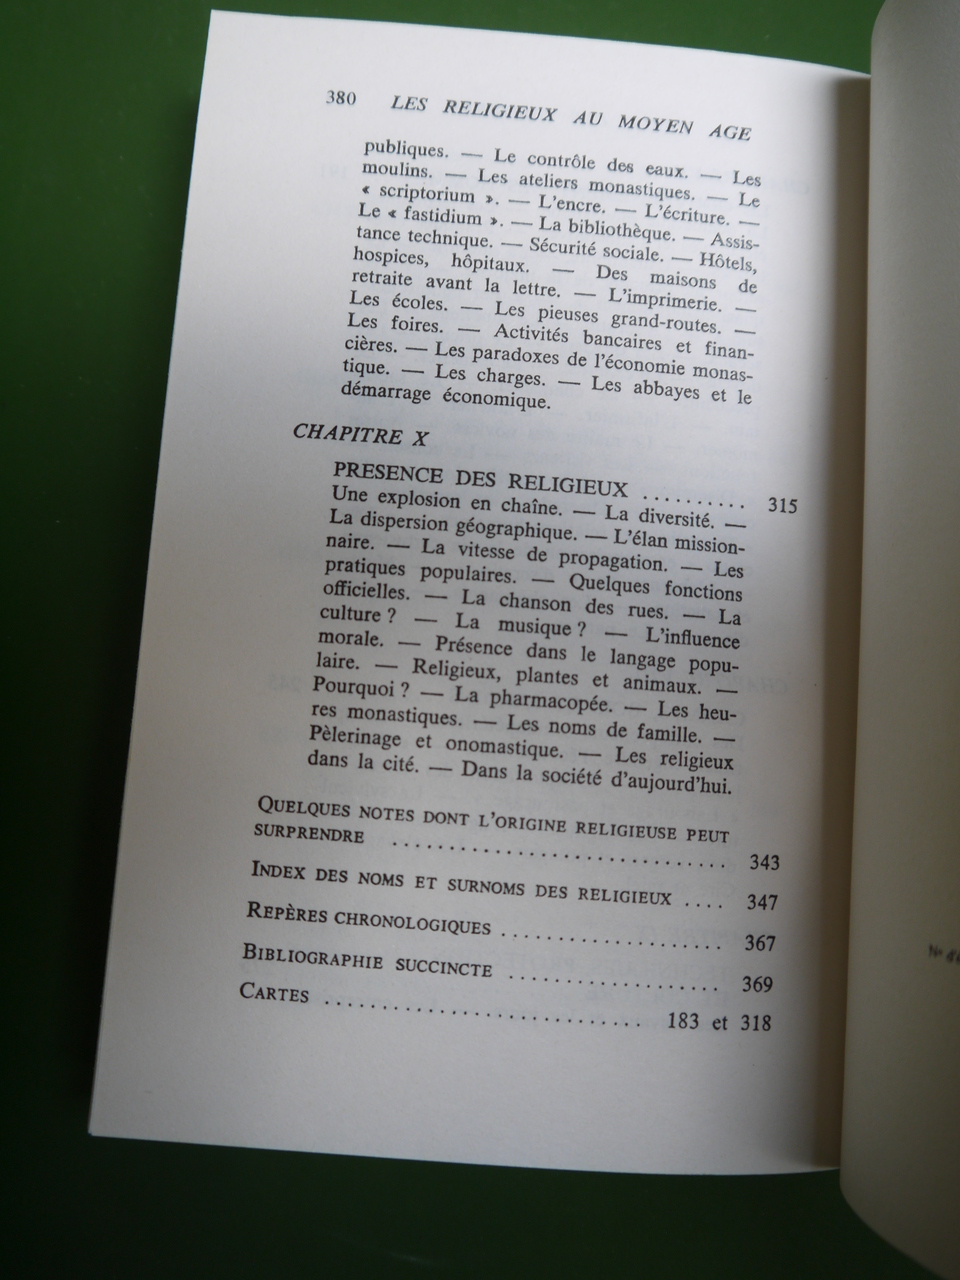 380 LES RELIGIEUX AU MOYEN AGE
publiques. — Le contrôle des eaux. — Les
moulins. — Les ateliers monastiques. — Le
« scriptorium ». — L'encre. — L'écriture. —
Le « fastidium ». — La bibliothèque. — Assis-
tance technique. — Sécurité sociale. — Hôtels,
hospices, hôpitaux. — Des maisons de
retraite avant la lettre. — L'imprimerie. —
Les écoles. — Les pieuses grand-routes. —
Les foires. — Activités bancaires et finan-
cières. — Les paradoxes de l'économie monas-
tique. — Les charges. — Les abbayes et le
démarrage économique.
CHAPITRE X
PRESENCE DES RELIGIEUX .......... 315
Une explosion en chaîne. — La diversité. —
La dispersion géographique. — L'élan mission-
naire. — La vitesse de propagation. — Les
pratiques populaires. — Quelques fonctions
officielles. — La chanson des rues. — La
culture ? — La musique ? — L'influence
morale. — Présence dans le langage popu-
laire. — Religieux, plantes et animaux. —
Pourquoi ? — La pharmacopée. — Les heu-
res monastiques. — Les noms de famille. —
Pèlerinage et onomastique. — Les religieux
dans la cité. — Dans la société d'aujourd'hui.
QUELQUES NOTES DONT L'ORIGINE RELIGIEUSE PEUT
SURPRENDRE ............................. 343
INDEX DES NOMS ET SURNOMS DES RELIGIEUX .... 347
REPÈRES CHRONOLOGIQUES ................... 367
BIBLIOGRAPHIE SUCCINCTE .................. 369
CARTES ........................... 183 et 318